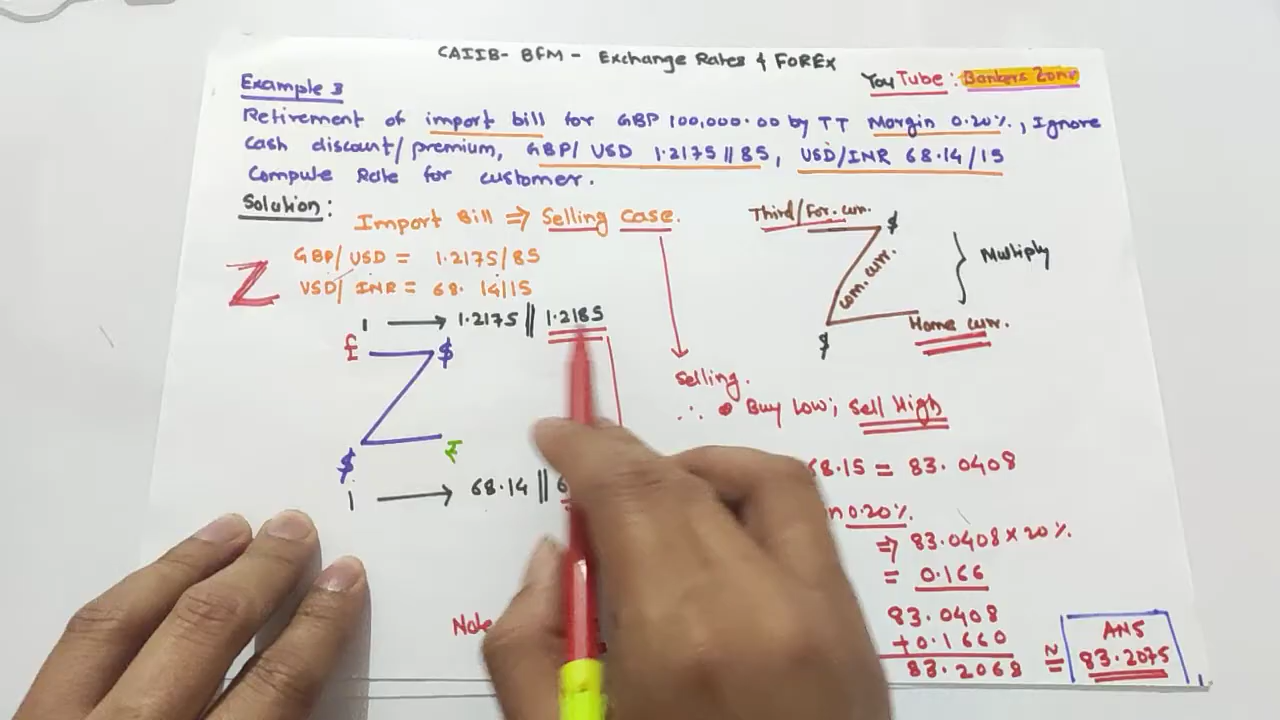 CAIIB- BFM - Exchange Rates & FOREX
YouTube: Bankers Zone
Example 3
Retirement of import bill for GBP 100,000.00 by TT Margin 0.20%, Ignore
Cash discount/premium, GBP/USD 1.2175 || 85, USD/INR 68.14/15
Compute Rate for customer.
Solution:
Import Bill ⇒ Selling case.
GBP/USD = 1.2175/85
USD/INR = 68.14/15
Z
1 → 1.2175 || 1.2185
£ $
$ ₹
1 → 68.14 || 6
Third/For. curr.
$
com. curr.
Multiply
Home curr.
$
Selling.
∴ Buy Low; Sell High
68.15 = 83.0408
0.20%.
⇒ 83.0408 x 20%.
= 0.166
83.0408
+0.1660
83.2068
≅ ANS
83.2075
Note